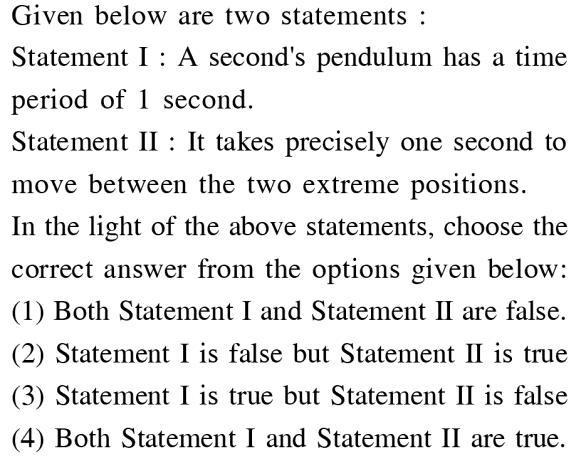 Given below are two statements :
Statement I : A second's pendulum has a time
period of 1 second.
Statement II : It takes precisely one second to
move between the two extreme positions.
In the light of the above statements, choose the
correct answer from the options given below:
(1) Both Statement I and Statement II are false.
(2) Statement I is false but Statement II is true
(3) Statement I is true but Statement II is false
(4) Both Statement I and Statement II are true.